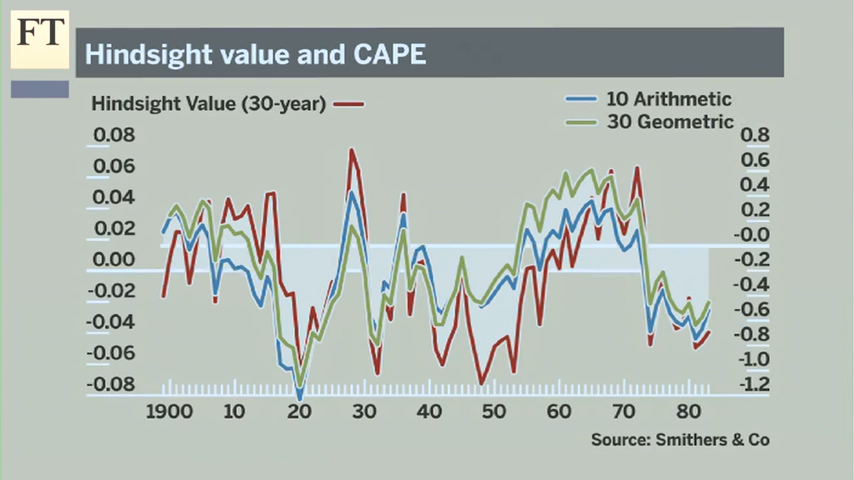 FT
Hindsight value and CAPE
Hindsight Value (30-year)
10 Arithmetic
30 Geometric
0.08
0.06
0.04
0.02
0.00
-0.02
-0.04
-0.06
-0.08
0.8
0.6
0.4
0.2
-0.0
-0.2
-0.4
-0.6
-0.8
-1.0
-1.2
1900 10 20 30 40 50 60 70 80
Source: Smithers & Co